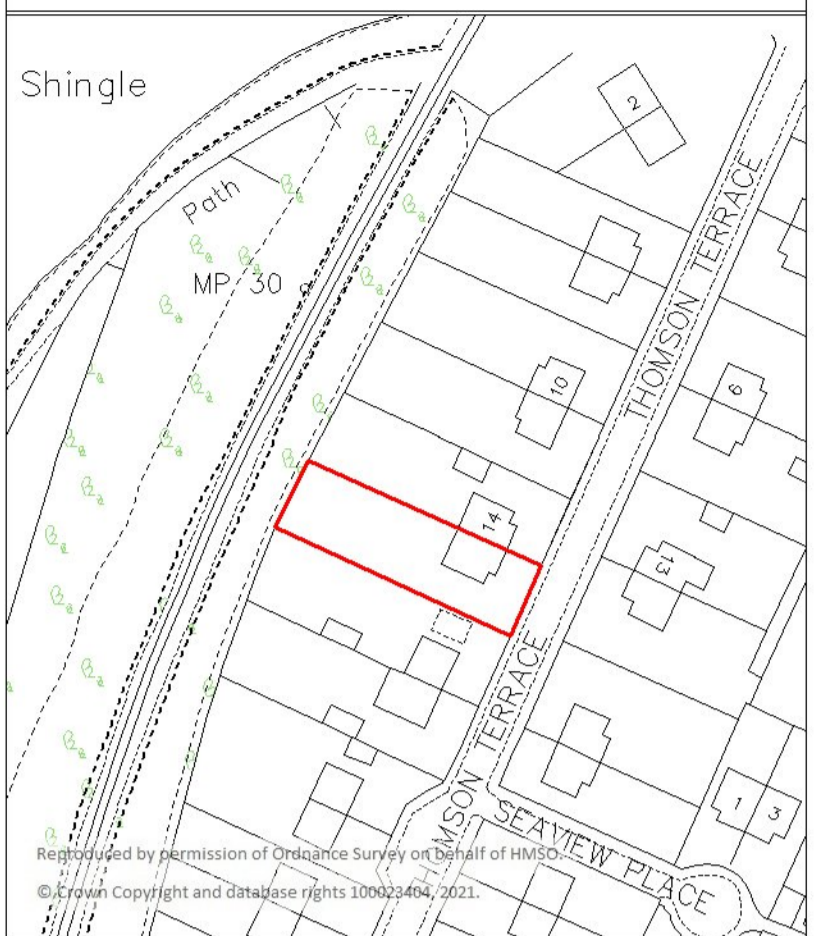 Shingle
2
Path
MP 30
THOMSON TERRACE
10
6
14
13
THOMSON TERRACE
1
3
SEAVIEW PLACE
Reproduced by permission of Ordnance Survey on behalf of HMSO.
© Crown Copyright and database rights 100023404, 2021.